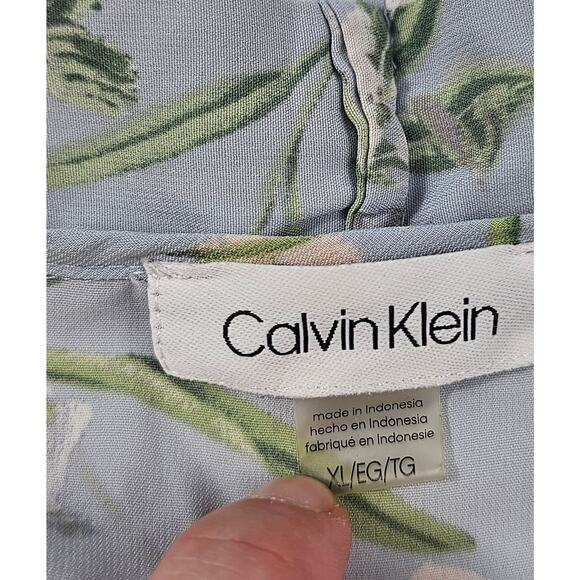 Calvin Klein
made in Indonesia
hecho en Indonesia
fabriqué en Indonesie
XL/EG/TG